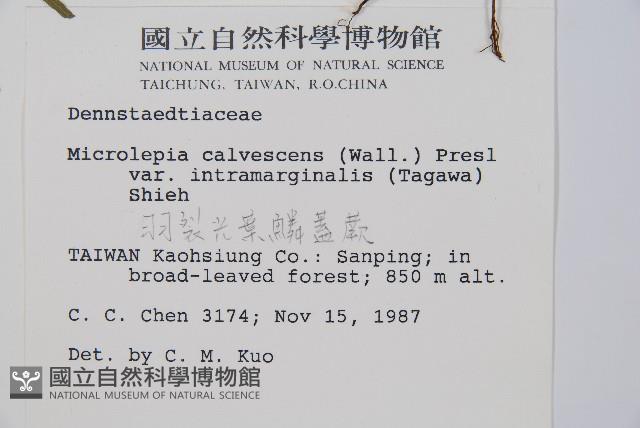 國立自然科學博物館
NATIONAL MUSEUM OF NATURAL SCIENCE
TAICHUNG, TAIWAN, R.O.CHINA
Dennstaedtiaceae
Microlepia calvescens (Wall.) Presl
var. intramarginalis (Tagawa)
Shieh
羽裂光葉鱗蓋蕨
TAIWAN Kaohsiung Co.: Sanping; in
broad-leaved forest; 850 m alt.
C. C. Chen 3174; Nov 15, 1987
Det. by C. M. Kuo
國立自然科學博物館
NATIONAL MUSEUM OF NATURAL SCIENCE